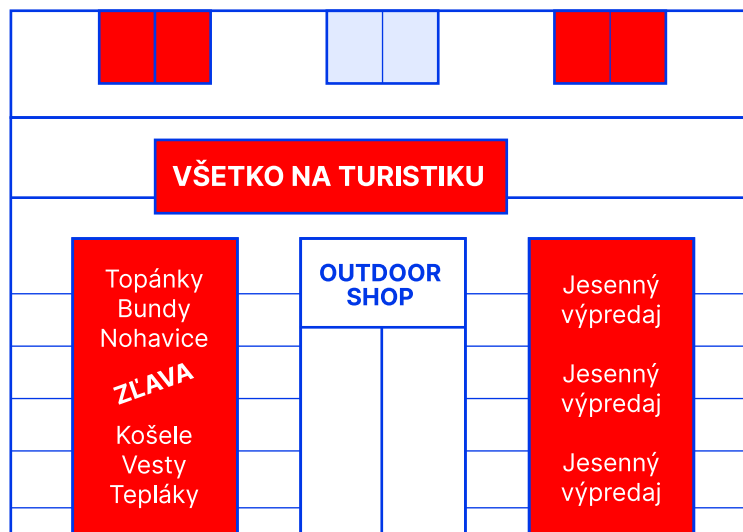 VŠETKO NA TURISTIKU
Topánky
Bundy
Nohavice
ZĽAVA
Košele
Vesty
Tepláky
OUTDOOR
SHOP
Jesenný
výpredaj
Jesenný
výpredaj
Jesenný
výpredaj